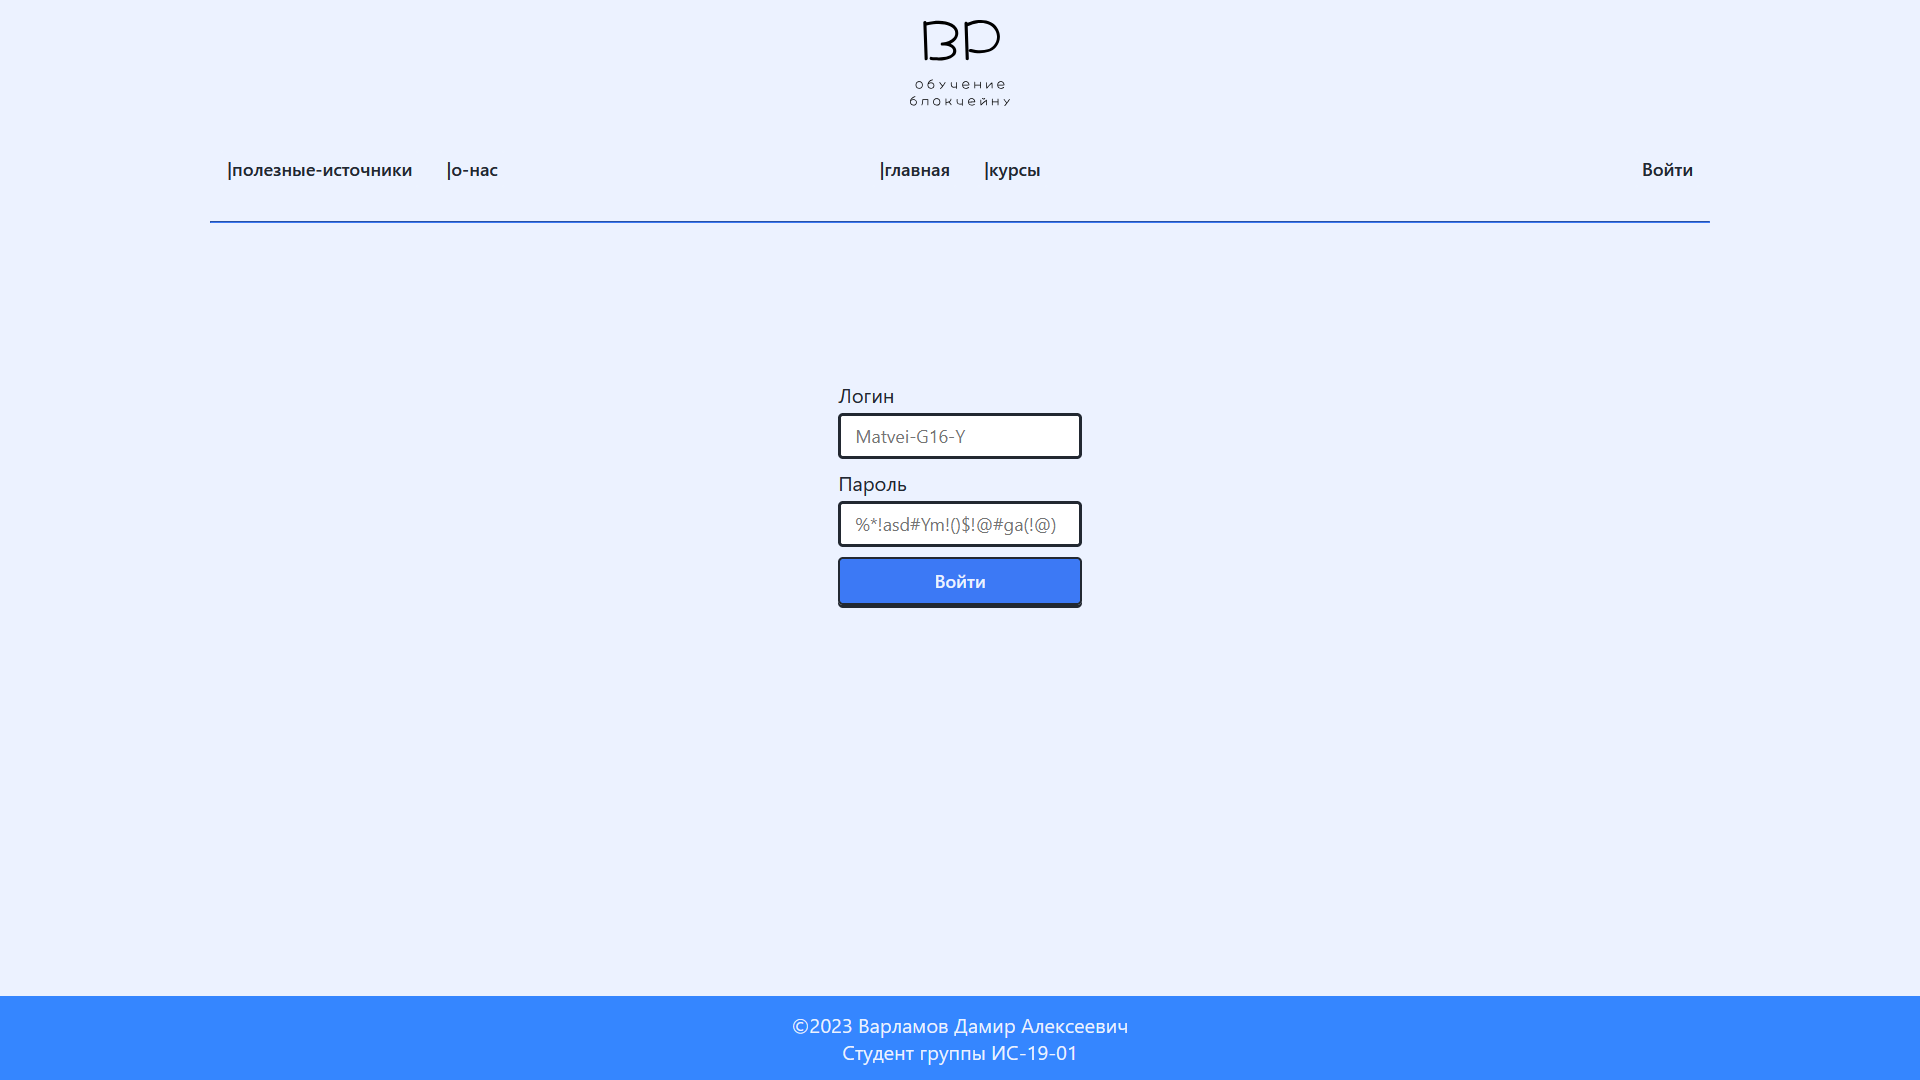 BP
обучение
блокчейну
|полезные-источники |о-нас |главная |курсы Войти
Логин
Matvei-G16-Y
Пароль
%*!asd#Ym!()$!@#ga(!@)
Войти
©2023 Варламов Дамир Алексеевич
Студент группы ИС-19-01